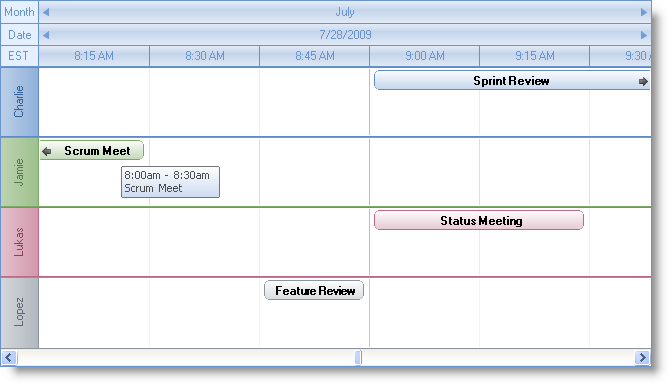 Month July
Date 7/28/2009
EST 8:15 AM 8:30 AM 8:45 AM 9:00 AM 9:15 AM 9:30 A
Charlie
Sprint Review
Jamie
Scrum Meet
8:00am - 8:30am
Scrum Meet
Lukas
Status Meeting
Lopez
Feature Review